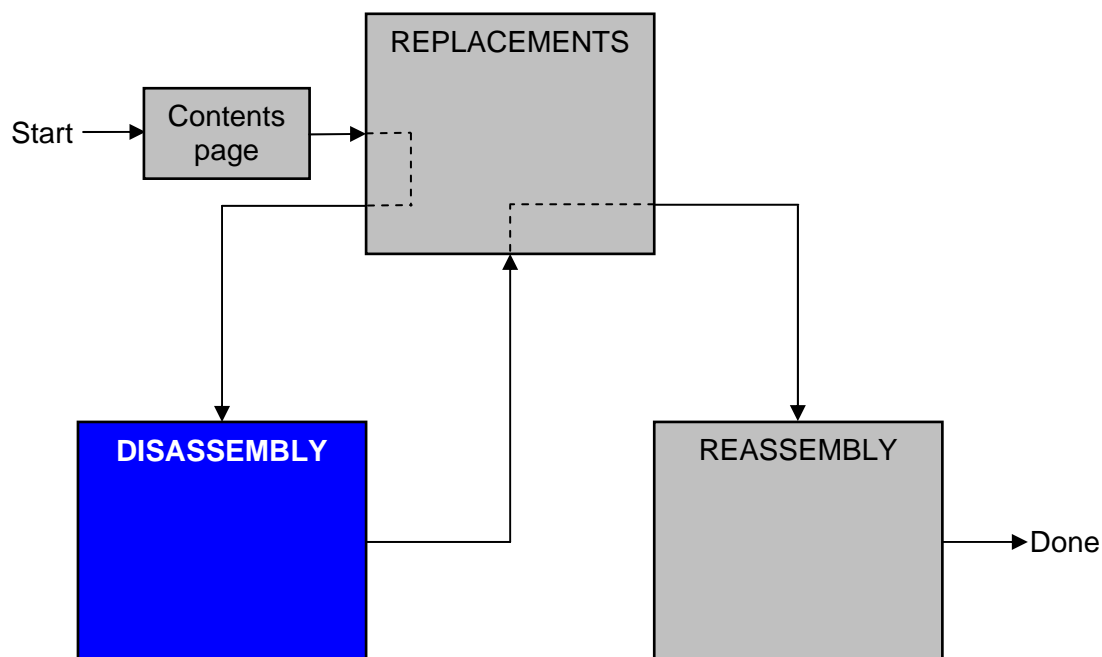 REPLACEMENTS
Start
Contents
page
DISASSEMBLY
REASSEMBLY
Done